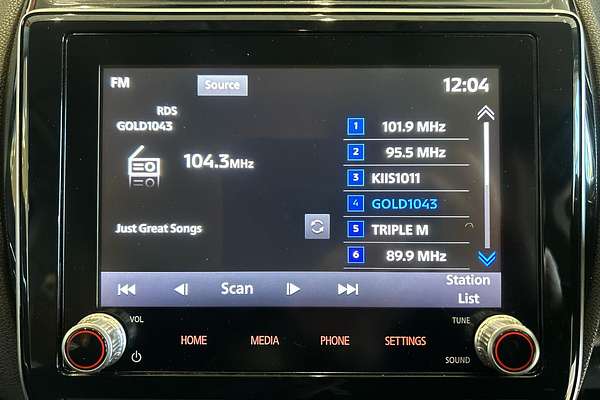 FM
Source
12:04
RDS
GOLD1043
104.3MHz
Just Great Songs
1 101.9 MHz
2 95.5 MHz
3 KIIS1011
4 GOLD1043
5 TRIPLE M
6 89.9 MHz
Scan
Station
List
VOL
HOME
MEDIA
PHONE
SETTINGS
TUNE
SOUND